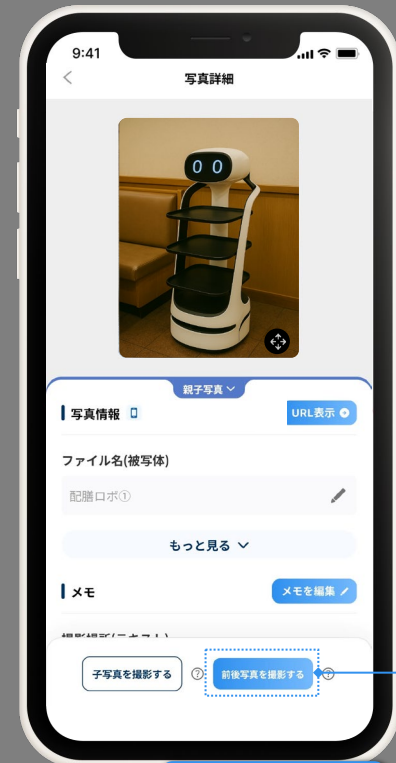 9:41
写真詳細
親子写真
写真情報
URL表示
ファイル名(被写体)
配膳ロボ①
もっと見る
メモ
メモを編集
子写真を撮影する
?
前後写真を撮影する
?